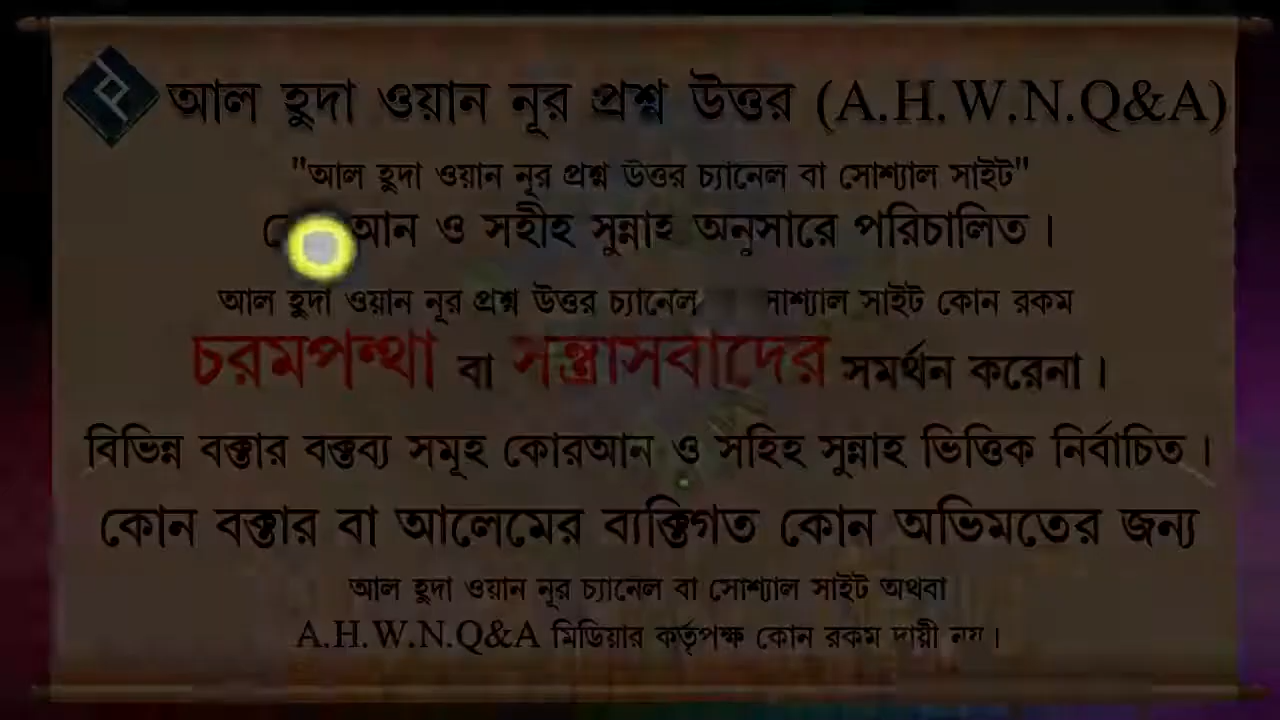 আল হুদা ওয়ান নূর প্রশ্ন উত্তর (A.H.W.N.Q&A)
"আল হুদা ওয়ান নূর প্রশ্ন উত্তর চ্যানেল বা সোশ্যাল সাইট"
ও সহীহ সুন্নাহ অনুসারে পরিচালিত।
আল হুদা ওয়ান নূর প্রশ্ন উত্তর চ্যানেল সাইট কোন রকম
চরমপন্থা বা সন্ত্রাসবাদের সমর্থন করেনা।
বিভিন্ন বক্তার বক্তব্য সমূহ কোরআন ও সহিহ সুন্নাহ ভিত্তিক নির্বাচিত।
কোন বক্তার বা আলেমের ব্যক্তিগত কোন অভিমতের জন্য
আল হুদা ওয়ান নূর চ্যানেল বা সোশ্যাল সাইট অথবা
A.H.W.N.Q&A মিডিয়ার কর্তৃপক্ষ কোন রকম দায়ী নয়।